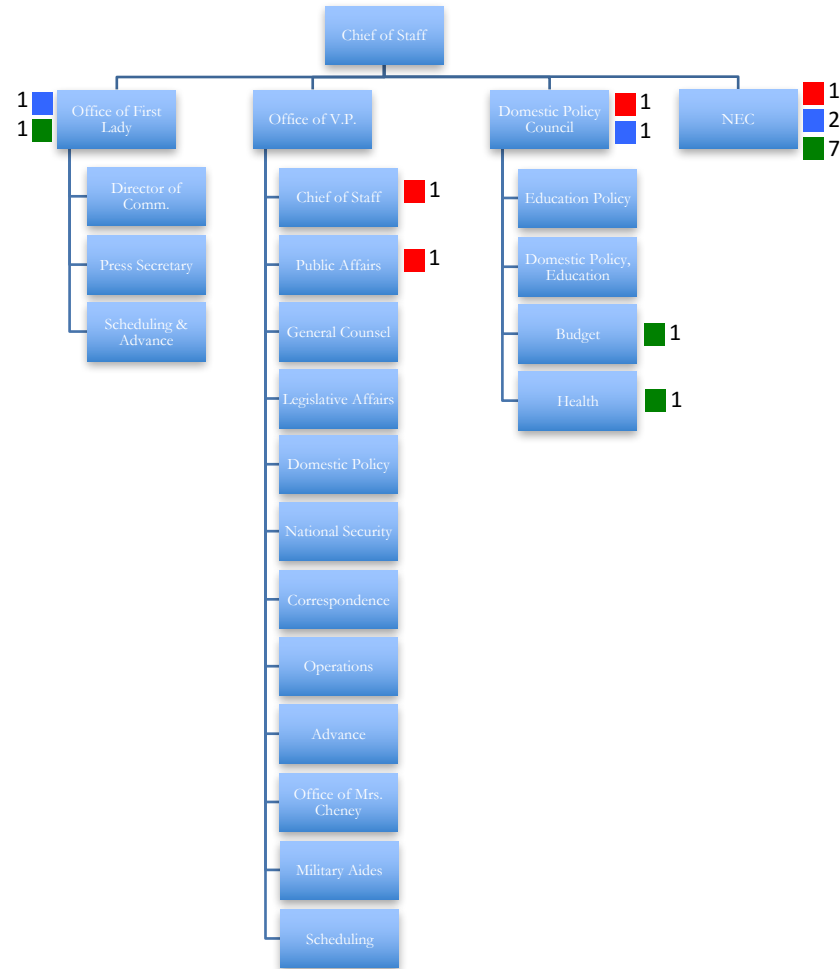 Chief of Staff
1
1
Office of First
Lady
Office of V.P.
Domestic Policy
Council
1
1
NEC
1
2
7
Director of
Comm.
Press Secretary
Scheduling &
Advance
Chief of Staff
1
Public Affairs
1
General Counsel
Legislative Affairs
Domestic Policy
National Security
Correspondence
Operations
Advance
Office of Mrs.
Cheney
Military Aides
Scheduling
Education Policy
Domestic Policy,
Education
Budget
1
Health
1